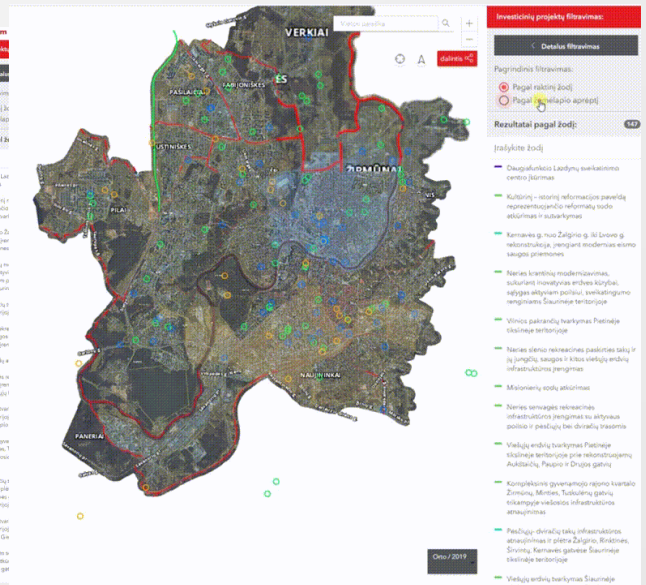 VERKIAI
FABIJONIŠKĖS
ĖS
PAŠILAIČIAI
JUSTINIŠKĖS
ŽIRMŪNAI
PILAI
NAUJININKAI
PANERIAI
Vietos paieška
dalintis
Orto / 2019
Investicinių projektų filtravimas:
Detalus filtravimas
Pagrindinis filtravimas:
Pagal raktinį žodį
Pagal žemėlapio aprėptį
Rezultatai pagal žodį:
147
Įrašykite žodį
Daugiafunkcio Lazdynų sveikatinimo
centro įkūrimas
Kultūrinį – istorinį reformacijos paveldą
reprezentuojančio reformatų sodo
atkūrimas ir sutvarkymas
Kernavės g. nuo Žalgirio g. iki Lvovo g.
rekonstrukcija, įrengiant modernias eismo
saugos priemones
Neries krantinių modernizavimas,
sukuriant inovatyvias erdves kūrybai,
sąlygas aktyviam poilsiui, sveikatingumo
renginiams Šiaurinėje teritorijoje
Vilnios pakrančių tvarkymas Pietinėje
tikslinėje teritorijoje
Neries slėnio rekreacinės paskirties takų ir
jų jungčių, saugos ir kitos viešųjų erdvių
infrastruktūros įrengimas
Misionierių sodų atkūrimas
Neries senvagės rekreacinės
infrastruktūros įrengimas su aktyvaus
poilsio ir pėsčiųjų bei dviračių trasomis
Viešųjų erdvių tvarkymas Pietinėje
tikslinėje teritorijoje prie rekonstruojamų
Aukštaičių, Paupio ir Drujos gatvių
Kompleksinis gyvenamojo rajono kvartalo
Žirmūnų, Minties, Tuskulėnų gatvių
trikampyje viešosios infrastruktūros
atnaujinimas
Pėsčiųjų- dviračių takų infrastruktūros
atnaujinimas ir plėtra Žalgirio, Rinktinės,
Širvintų, Kernavės gatvėse Šiaurinėje
tikslinėje teritorijoje
Viešųjų erdvių tvarkymas Šiaurinėje